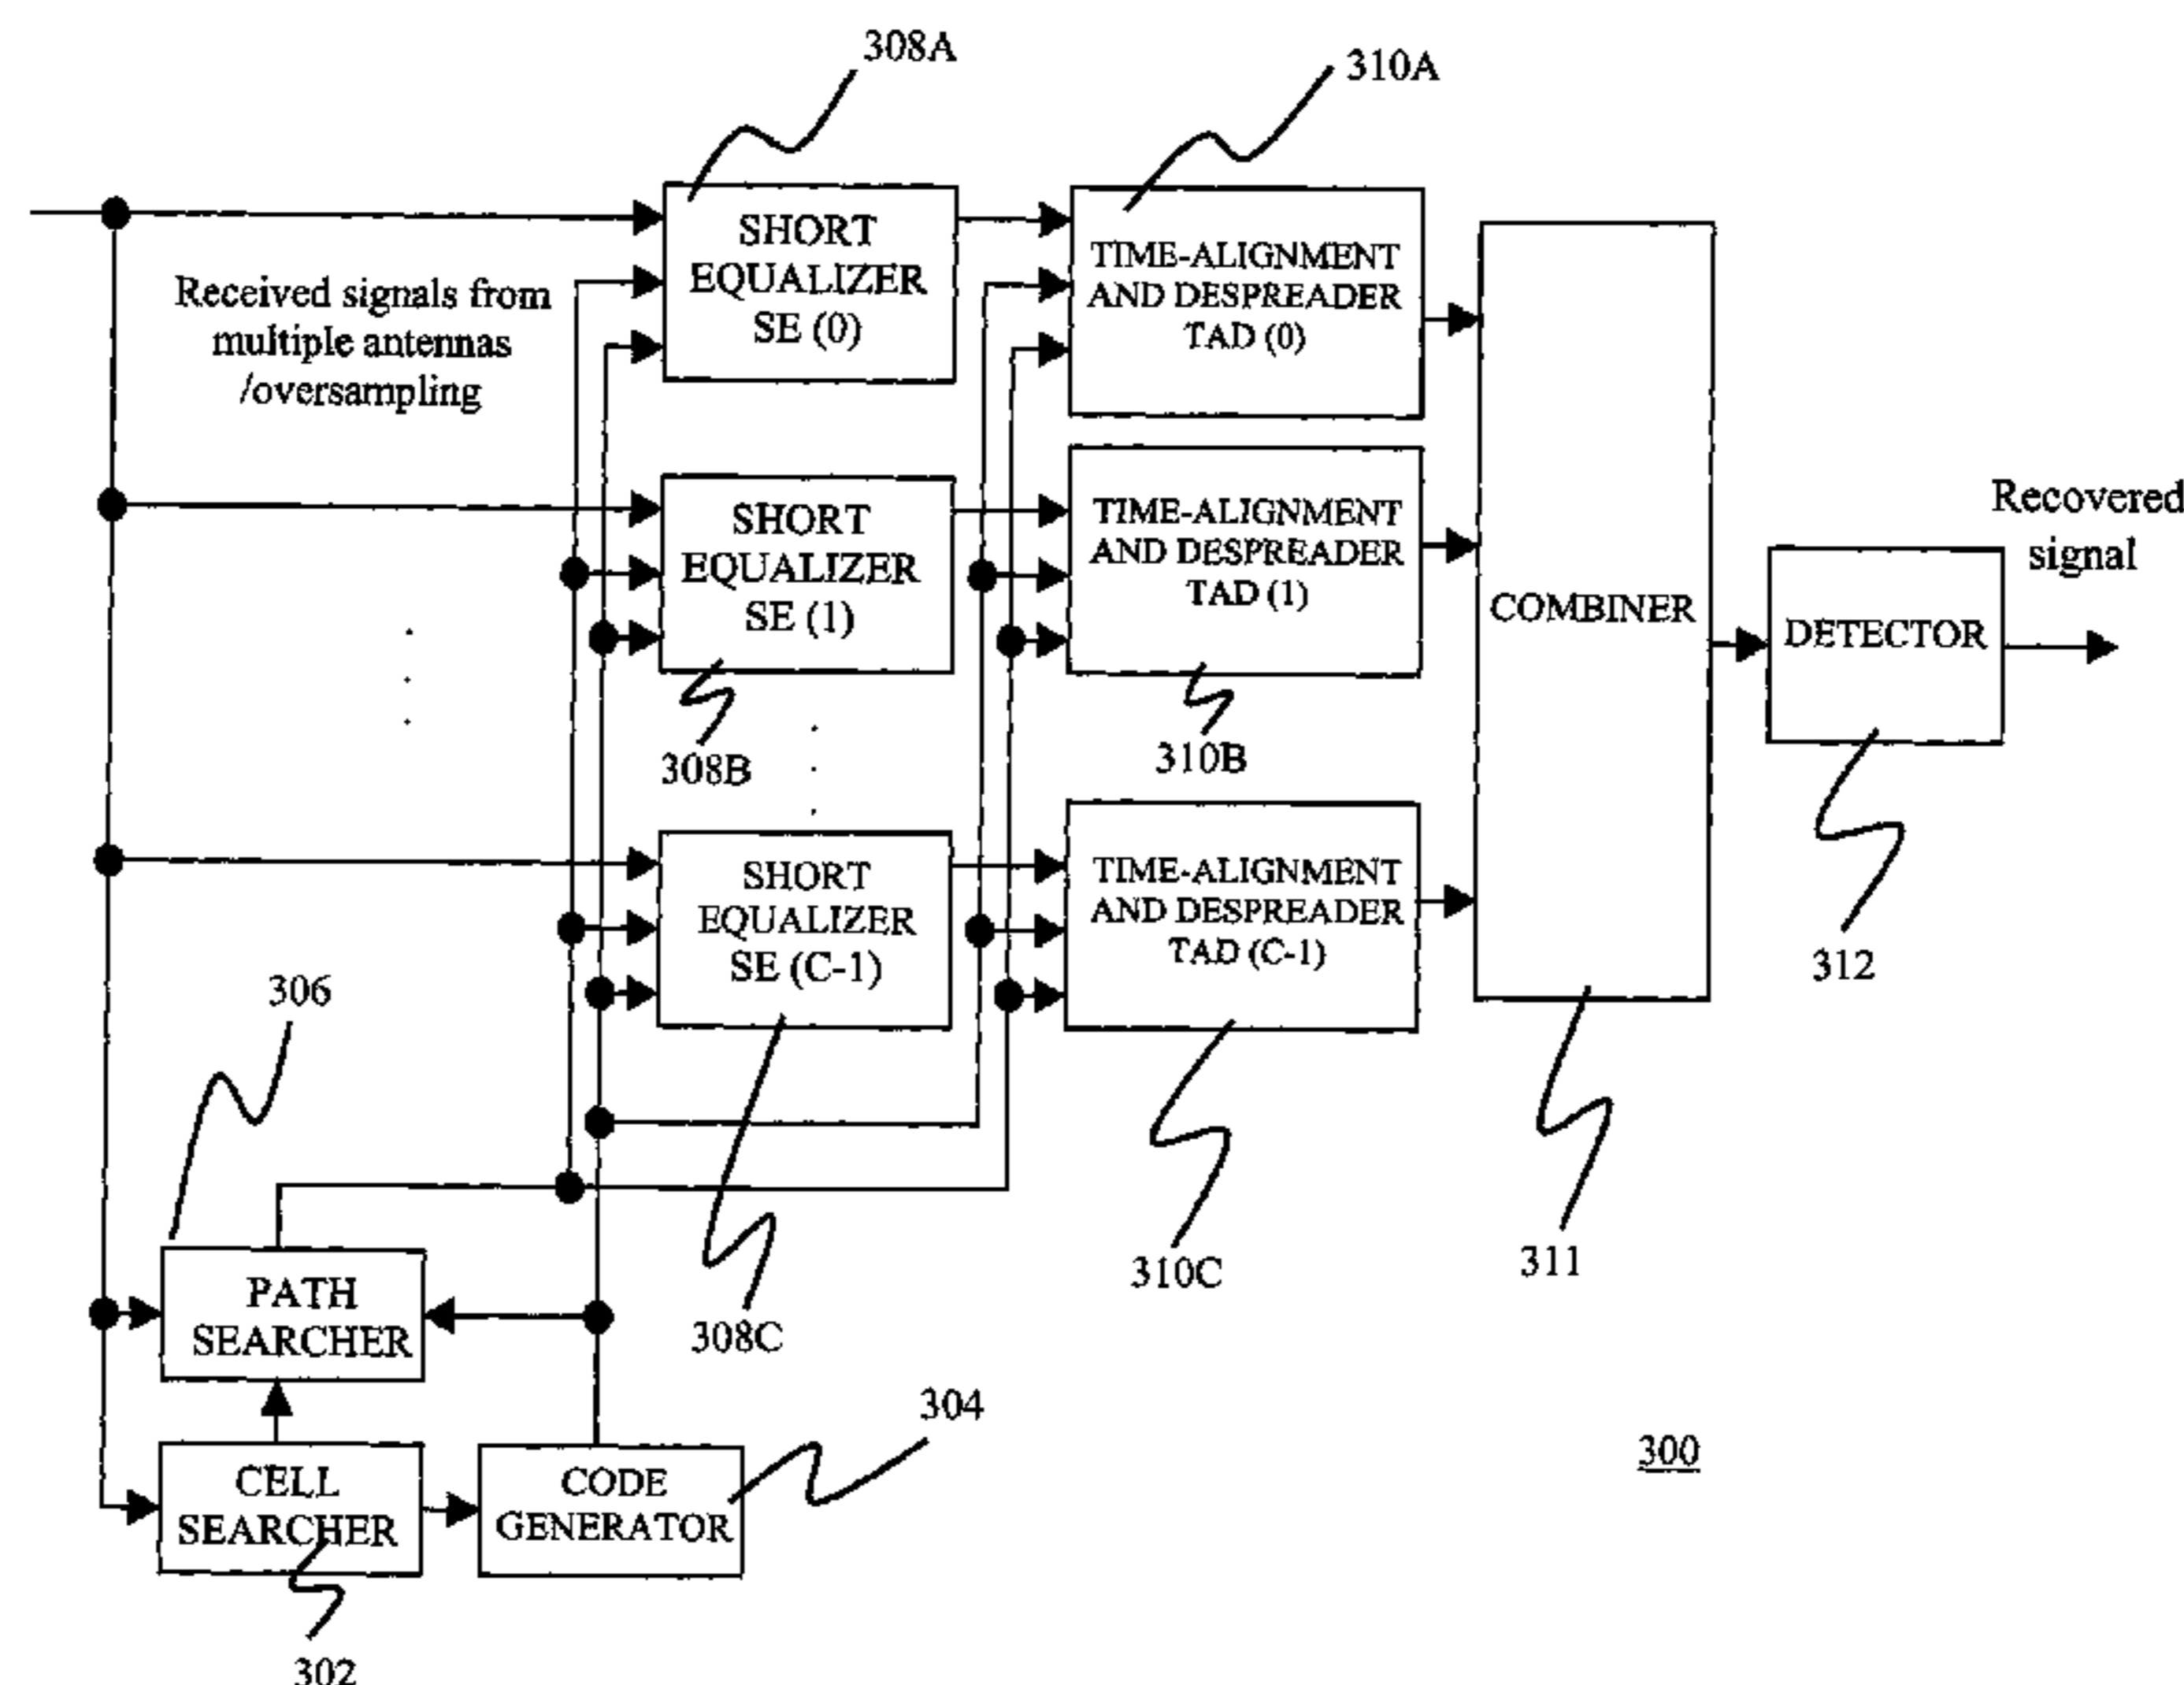 308A
310A
SHORT
EQUALIZER
SE (0)
TIME-ALIGNMENT
AND DESPREADER
TAD (0)
Received signals from
multiple antennas
/oversampling
SHORT
EQUALIZER
SE (1)
TIME-ALIGNMENT
AND DESPREADER
TAD (1)
COMBINER
Recovered
signal
DETECTOR
308B
310B
SHORT
EQUALIZER
SE (C-1)
TIME-ALIGNMENT
AND DESPREADER
TAD (C-1)
312
306
PATH
SEARCHER
308C
310C
311
CELL
SEARCHER
CODE
GENERATOR
304
300
302